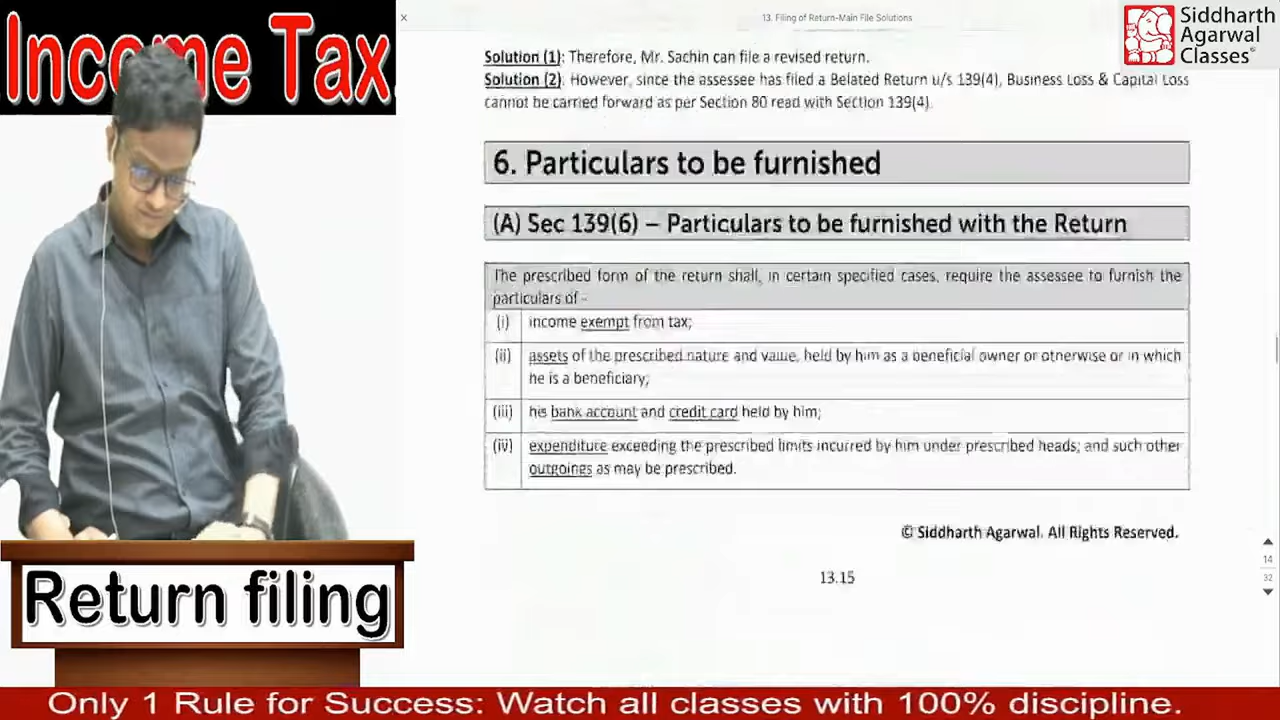 Income Tax
×
13. Filing of Return-Main File Solutions
Siddharth
Agarwal
Classes®
Solution (1): Therefore, Mr. Sachin can file a revised return.
Solution (2): However, since the assessee has filed a Belated Return u/s 139(4), Business Loss & Capital Loss
cannot be carried forward as per Section 80 read with Section 139(4).
6. Particulars to be furnished
(A) Sec 139(6) – Particulars to be furnished with the Return
The prescribed form of the return shall, in certain specified cases, require the assessee to furnish the
particulars of -
(i) income exempt from tax;
(ii) assets of the prescribed nature and value, held by him as a beneficial owner or otherwise or in which
he is a beneficiary;
(iii) his bank account and credit card held by him;
(iv) expenditure exceeding the prescribed limits incurred by him under prescribed heads; and such other
outgoings as may be prescribed.
© Siddharth Agarwal. All Rights Reserved.
14
32
13.15
Return filing
Only 1 Rule for Success: Watch all classes with 100% discipline.